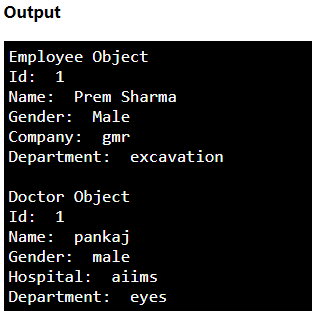 Output
Employee Object
Id:  1
Name:  Prem Sharma
Gender:  Male
Company:  gmr
Department:  excavation
Doctor Object
Id:  1
Name:  pankaj
Gender:  male
Hospital:  aiims
Department:  eyes